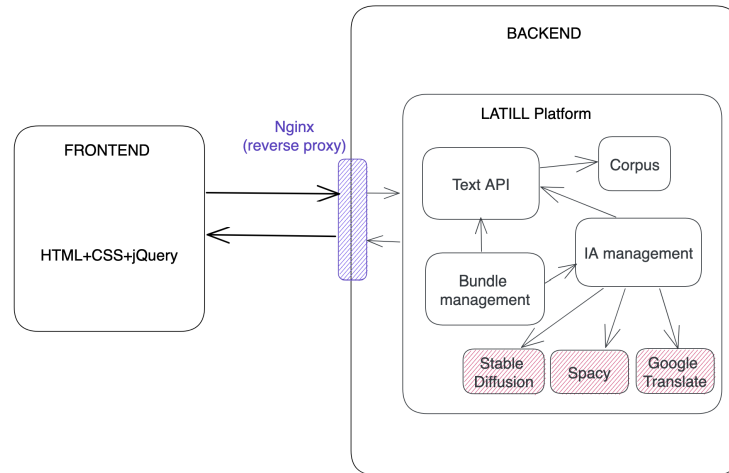 BACKEND
Nginx
(reverse proxy)
LATILL Platform
FRONTEND
HTML+CSS+jQuery
Text API
Corpus
IA management
Bundle
management
Stable
Diffusion
Spacy
Google
Translate